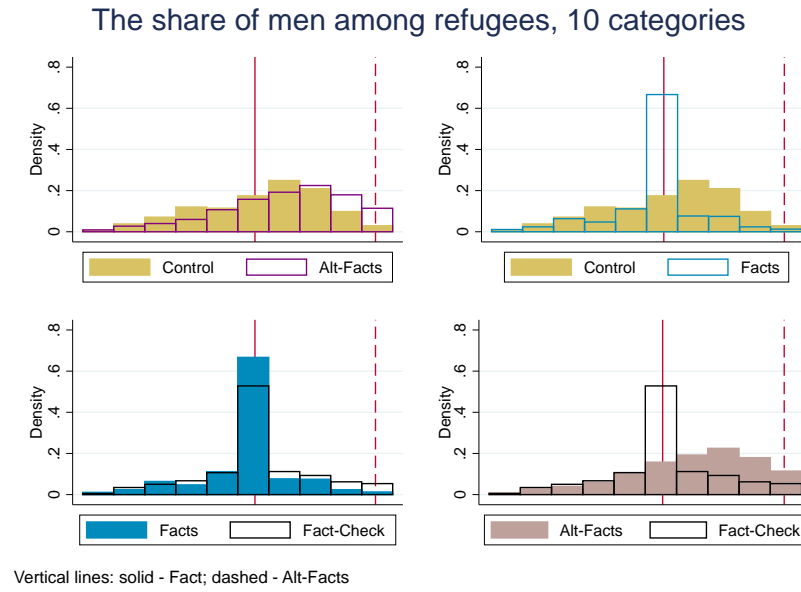 The share of men among refugees, 10 categories
Density
0 .2 .4 .6 .8
Control Alt-Facts
Density
0 .2 .4 .6 .8
Control Facts
Density
0 .2 .4 .6 .8
Facts Fact-Check
Density
0 .2 .4 .6 .8
Alt-Facts Fact-Check
Vertical lines: solid - Fact; dashed - Alt-Facts